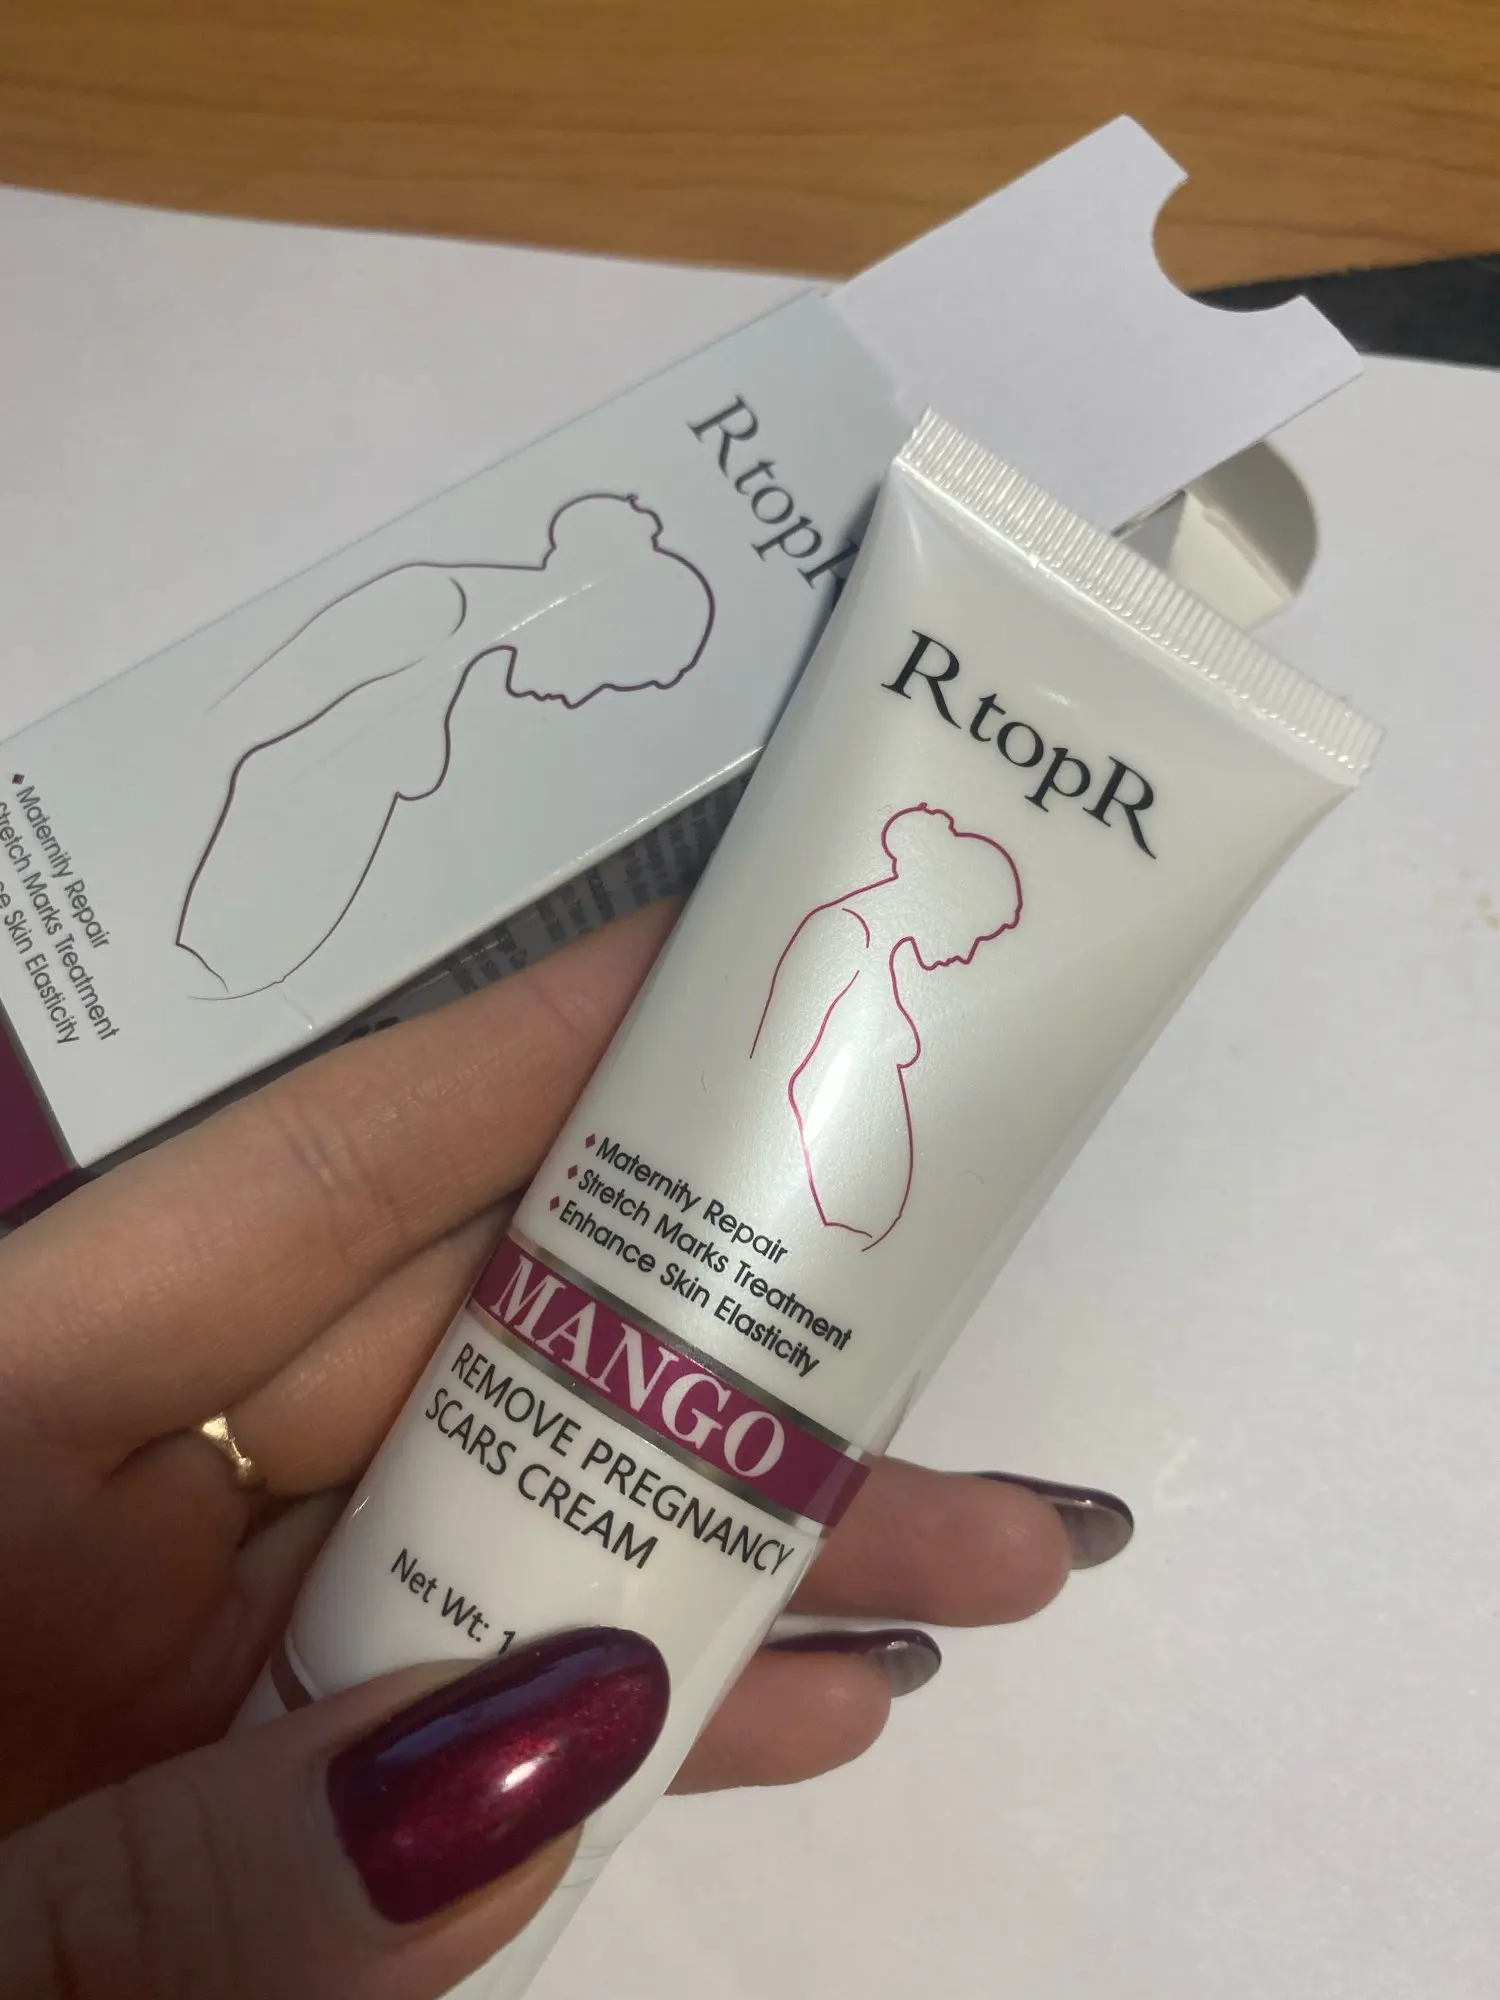 RtopR
Maternity Repair
Stretch Marks Treatment
Skin Elasticity
RtopR
Maternity Repair
Stretch Marks Treatment
Enhance Skin Elasticity
MANGO
REMOVE PREGNANCY
SCARS CREAM
Net Wt: 1